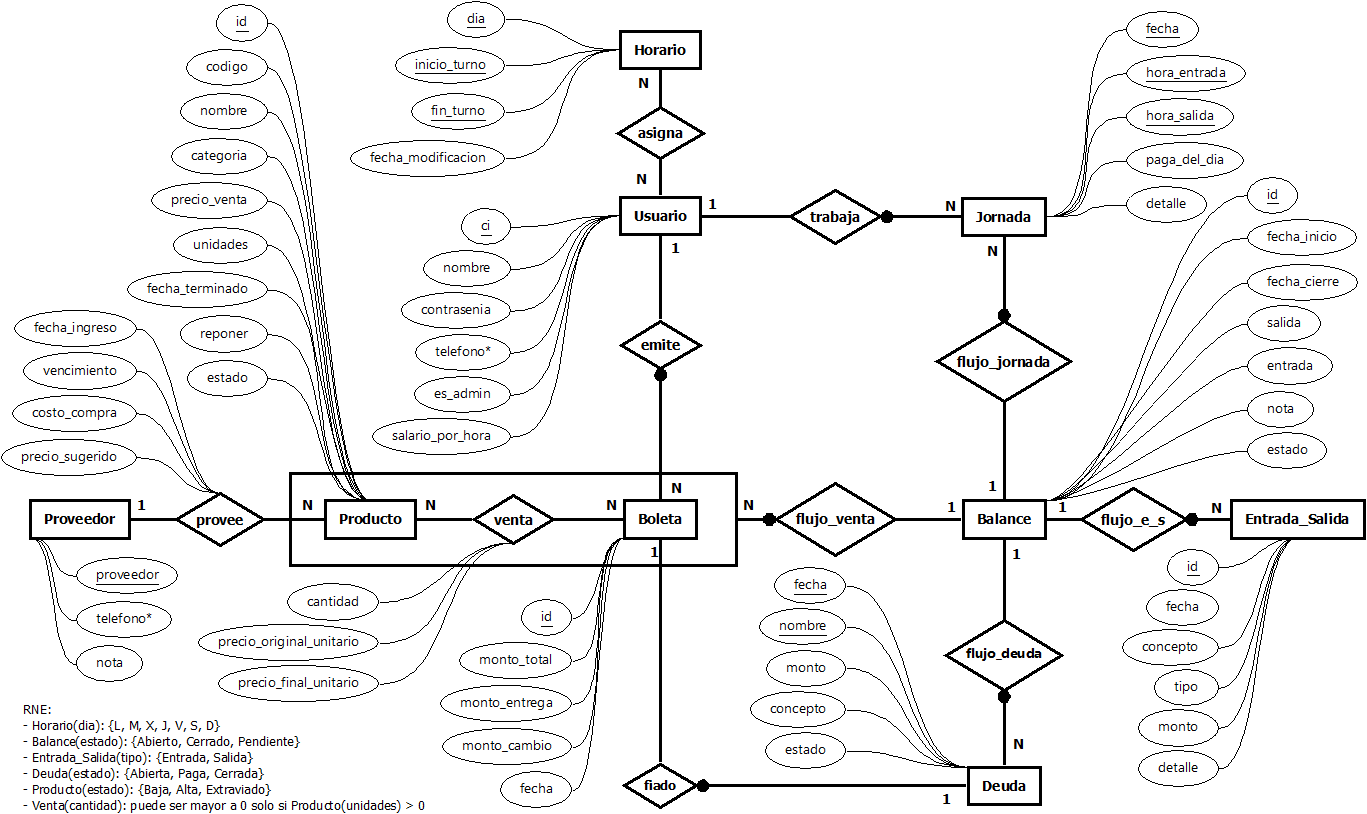 id
codigo
nombre
categoria
precio_venta
unidades
fecha_terminado
reponer
estado
dia
inicio_turno
fin_turno
fecha_modificacion
Horario
N
asigna
N
Usuario
1
trabaja
N
Jornada
fecha
hora_entrada
hora_salida
paga_del_dia
detalle
N
flujo_jornada
1
id
fecha_inicio
fecha_cierre
salida
entrada
nota
estado
ci
nombre
contrasenia
telefono*
es_admin
salario_por_hora
1
emite
N
fecha_ingreso
vencimiento
costo_compra
precio_sugerido
Proveedor
1
provee
N
Producto
N
venta
N
Boleta
N
flujo_venta
1
Balance
1
flujo_e_s
N
Entrada_Salida
proveedor
telefono*
nota
cantidad
precio_original_unitario
precio_final_unitario
1
id
monto_total
monto_entrega
monto_cambio
fecha
fecha
nombre
monto
concepto
estado
1
flujo_deuda
N
id
fecha
concepto
tipo
monto
detalle
fiado
1
Deuda
RNE:
- Horario(dia): {L, M, X, J, V, S, D}
- Balance(estado): {Abierto, Cerrado, Pendiente}
- Entrada_Salida(tipo): {Entrada, Salida}
- Deuda(estado): {Abierta, Paga, Cerrada}
- Producto(estado): {Baja, Alta, Extraviado}
- Venta(cantidad): puede ser mayor a 0 solo si Producto(unidades) > 0